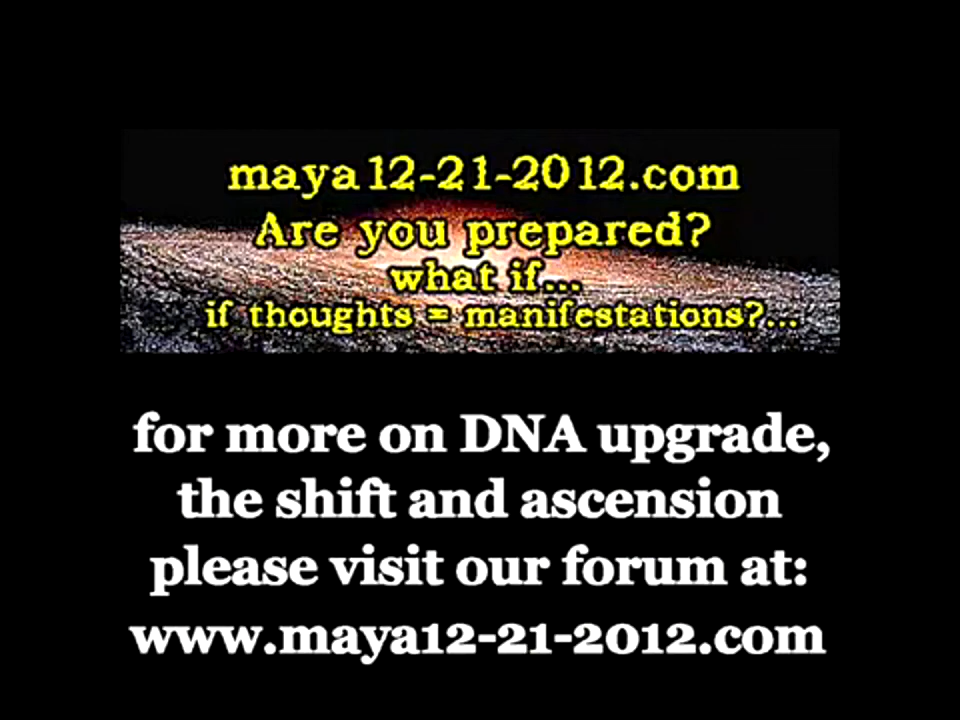 maya12-21-2012.com
Are you prepared?
what if...
if thoughts = manifestations?...
for more on DNA upgrade,
the shift and ascension
please visit our forum at:
www.maya12-21-2012.com